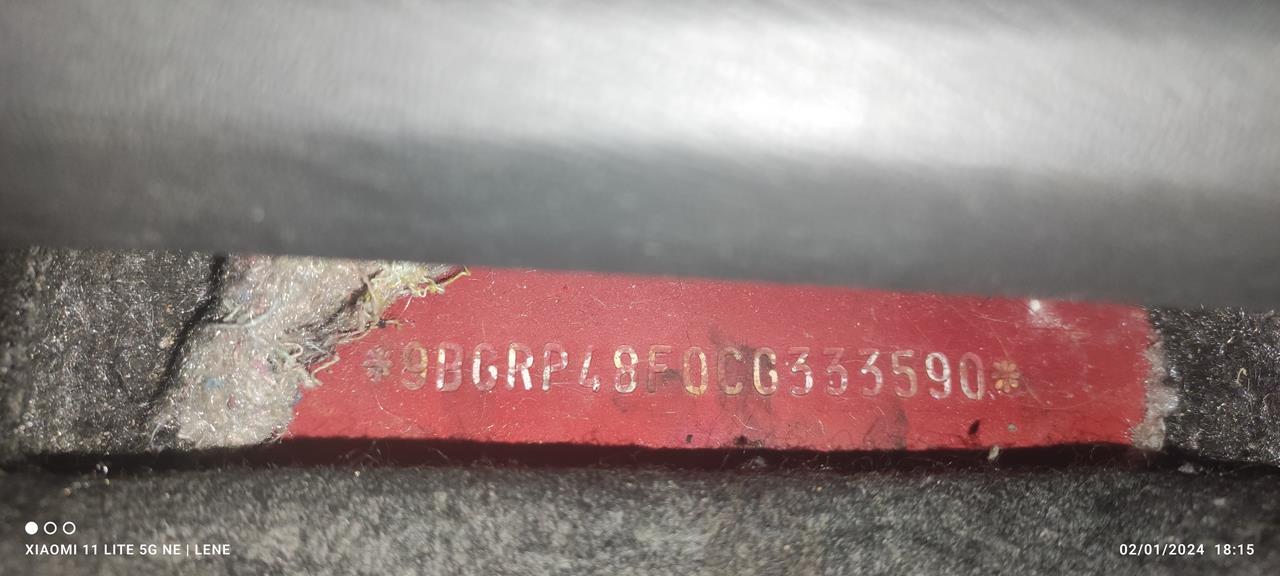 *9BGRP48F0CG333590*
XIAOMI 11 LITE 5G NE | LENE
02/01/2024 18:15